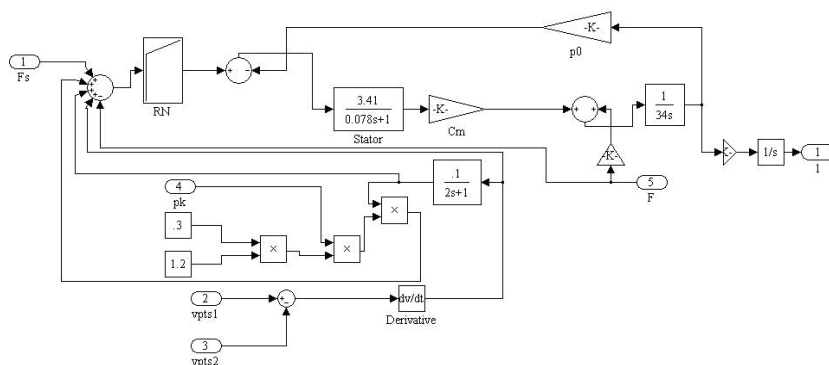 -K-
p0
1
Fs
RN
3.41
0.078s+1
Stator
-K-
Cm
1
34s
-K-
1/s
1
1
4
pk
.1
2s+1
5
F
.3
1.2
2
vpts1
dv/dt
Derivative
3
vpts2